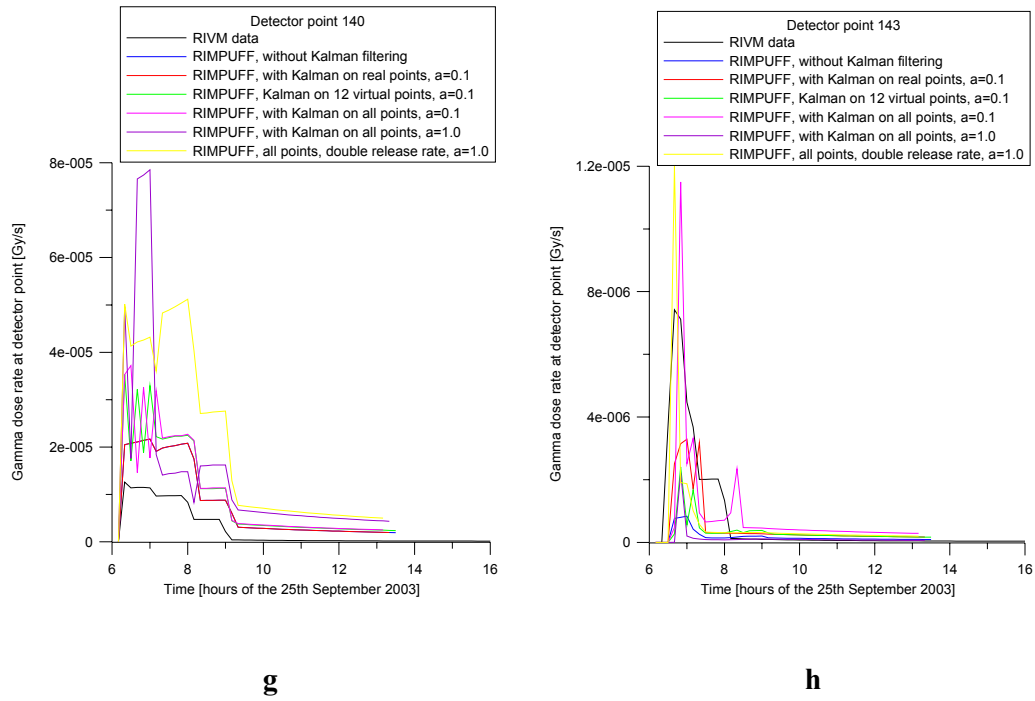 Detector point 140
RIVM data
RIMPUFF, without Kalman filtering
RIMPUFF, with Kalman on real points, a=0.1
RIMPUFF, Kalman on 12 virtual points, a=0.1
RIMPUFF, with Kalman on all points, a=0.1
RIMPUFF, with Kalman on all points, a=1.0
RIMPUFF, all points, double release rate, a=1.0
8e-005
6e-005
4e-005
2e-005
0
Gamma dose rate at detector point [Gy/s]
6 8 10 12 14 16
Time [hours of the 25th September 2003]
g
Detector point 143
RIVM data
RIMPUFF, without Kalman filtering
RIMPUFF, with Kalman on real points, a=0.1
RIMPUFF, Kalman on 12 virtual points, a=0.1
RIMPUFF, with Kalman on all points, a=0.1
RIMPUFF, with Kalman on all points, a=1.0
RIMPUFF, all points, double release rate, a=1.0
1.2e-005
8e-006
4e-006
0
Gamma dose rate at detector point [Gy/s]
6 8 10 12 14 16
Time [hours of the 25th September 2003]
h